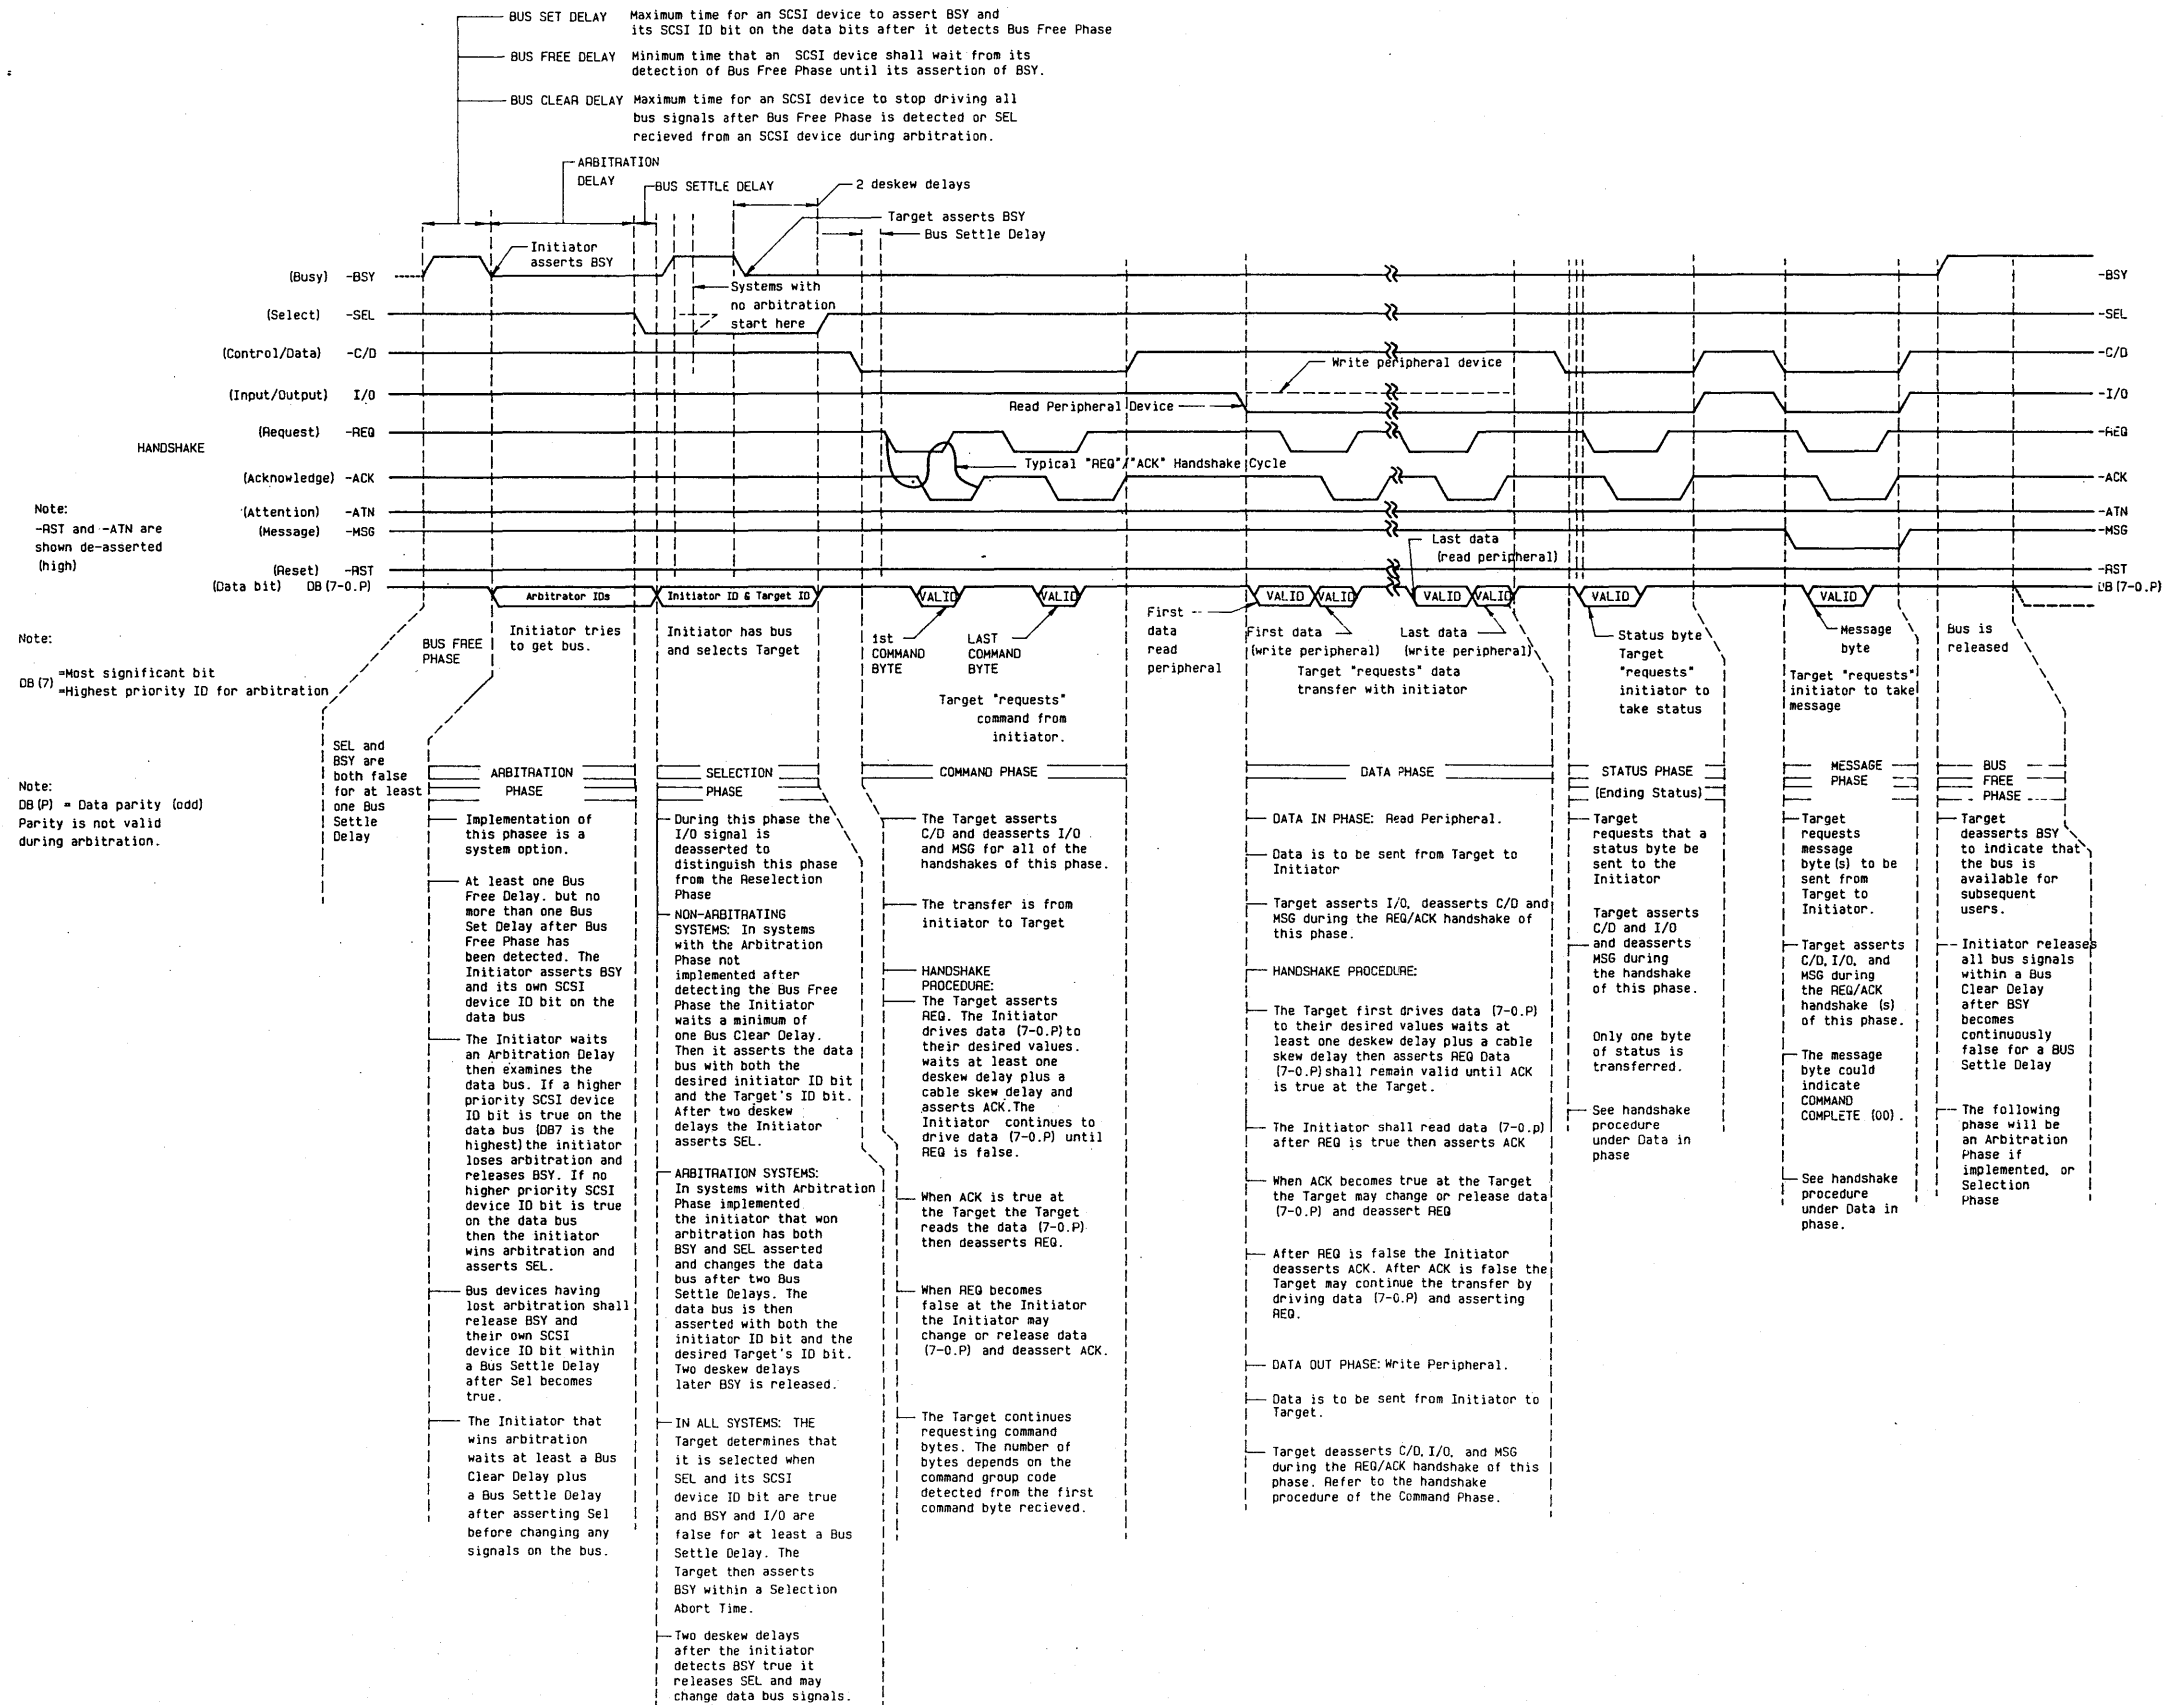 BUS SET DELAY Maximum time for an SCSI device to assert BSY and
its SCSI ID bit on the data bits after it detects Bus Free Phase
BUS FREE DELAY Minimum time that an SCSI device shall wait from its
detection of Bus Free Phase until its assertion of BSY.
BUS CLEAR DELAY Maximum time for an SCSI device to stop driving all
bus signals after Bus Free Phase is detected or SEL
recieved from an SCSI device during arbitration.
ARBITRATION
DELAY
BUS SETTLE DELAY
2 deskew delays
Target asserts BSY
Bus Settle Delay
Initiator
asserts BSY
(Busy) -BSY
-BSY
Systems with
no arbitration
start here
(Select) -SEL
-SEL
(Control/Data) -C/D
-C/D
Write peripheral device
(Input/Output) I/O
-I/O
Read Peripheral Device
(Request) -REQ
-REQ
HANDSHAKE
Typical "REQ"/"ACK" Handshake Cycle
(Acknowledge) -ACK
-ACK
Note:
-RST and -ATN are
shown de-asserted
(high)
(Attention) -ATN
-ATN
(Message) -MSG
-MSG
Last data
(read peripheral)
(Reset) -RST
-RST
(Data bit) DB(7-0.P)
DB(7-0.P)
Arbitrator IDs
Initiator ID & Target ID
VALID
VALID
VALID
VALID
VALID
VALID
VALID
VALID
Note:
DB(7) =Most significant bit
=Highest priority ID for arbitration
BUS FREE
PHASE
Initiator tries
to get bus.
Initiator has bus
and selects Target
1st
COMMAND
BYTE
LAST
COMMAND
BYTE
Target "requests"
command from
initiator.
First
data
read
peripheral
First data
(write peripheral)
Last data
(write peripheral)
Target "requests" data
transfer with initiator
Status byte
Target
"requests"
initiator to
take status
Message
byte
Target "requests"
initiator to take
message
Bus is
released
SEL and
BSY are
both false
for at least
one Bus
Settle
Delay
Note:
DB(P) = Data parity (odd)
Parity is not valid
during arbitration.
ARBITRATION
PHASE
Implementation of
this phasee is a
system option.
At least one Bus
Free Delay. but no
more than one Bus
Set Delay after Bus
Free Phase has
been detected. The
Initiator asserts BSY
and its own SCSI
device ID bit on the
data bus
The Initiator waits
an Arbitration Delay
then examines the
data bus. If a higher
priority SCSI device
ID bit is true on the
data bus (DB7 is the
highest) the initiator
loses arbitration and
releases BSY. If no
higher priority SCSI
device ID bit is true
on the data bus
then the initiator
wins arbitration and
asserts SEL.
Bus devices having
lost arbitration shall
release BSY and
their own SCSI
device ID bit within
a Bus Settle Delay
after Sel becomes
true.
The Initiator that
wins arbitration
waits at least a Bus
Clear Delay plus
a Bus Settle Delay
after asserting Sel
before changing any
signals on the bus.
SELECTION
PHASE
During this phase the
I/O signal is
deasserted to
distinguish this phase
from the Reselection
Phase
NON-ARBITRATING
SYSTEMS: In systems
with the Arbitration
Phase not
implemented after
detecting the Bus Free
Phase the Initiator
waits a minimum of
one Bus Clear Delay.
Then it asserts the data
bus with both the
desired initiator ID bit
and the Target's ID bit.
After two deskew
delays the Initiator
asserts SEL.
ARBITRATION SYSTEMS:
In systems with Arbitration
Phase implemented
the initiator that won
arbitration has both
BSY and SEL asserted
and changes the data
bus after two Bus
Settle Delays. The
data bus is then
asserted with both the
initiator ID bit and the
desired Target's ID bit.
Two deskew delays
later BSY is released.
IN ALL SYSTEMS: THE
Target determines that
it is selected when
SEL and its SCSI
device ID bit are true
and BSY and I/O are
false for at least a Bus
Settle Delay. The
Target then asserts
BSY within a Selection
Abort Time.
Two deskew delays
after the initiator
detects BSY true it
releases SEL and may
change data bus signals.
COMMAND PHASE
The Target asserts
C/D and deasserts I/O
and MSG for all of the
handshakes of this phase.
The transfer is from
initiator to Target
HANDSHAKE
PROCEDURE:
The Target asserts
REQ. The Initiator
drives data (7-0.P) to
their desired values.
waits at least one
deskew delay plus a
cable skew delay and
asserts ACK. The
Initiator continues to
drive data (7-0.P) until
REQ is false.
When ACK is true at
the Target the Target
reads the data (7-0.P)
then deasserts REQ.
When REQ becomes
false at the Initiator
the Initiator may
change or release data
(7-0.P) and deassert ACK.
The Target continues
requesting command
bytes. The number of
bytes depends on the
command group code
detected from the first
command byte recieved.
DATA PHASE
DATA IN PHASE: Read Peripheral.
Data is to be sent from Target to
Initiator
Target asserts I/O, deasserts C/D and
MSG during the REQ/ACK handshake of
this phase.
HANDSHAKE PROCEDURE:
The Target first drives data (7-0.P)
to their desired values waits at
least one deskew delay plus a cable
skew delay then asserts REQ Data
(7-0.P) shall remain valid until ACK
is true at the Target.
The Initiator shall read data (7-0.p)
after REQ is true then asserts ACK
When ACK becomes true at the Target
the Target may change or release data
(7-0.P) and deassert REQ
After REQ is false the Initiator
deasserts ACK. After ACK is false the
Target may continue the transfer by
driving data (7-0.P) and asserting
REQ.
DATA OUT PHASE: Write Peripheral.
Data is to be sent from Initiator to
Target.
Target deasserts C/D, I/O, and MSG
during the REQ/ACK handshake of this
phase. Refer to the handshake
procedure of the Command Phase.
STATUS PHASE
(Ending Status)
Target
requests that a
status byte be
sent to the
Initiator
Target asserts
C/D and I/O
and deasserts
MSG during
the handshake
of this phase.
Only one byte
of status is
transferred.
See handshake
procedure
under Data in
phase
MESSAGE
PHASE
Target
requests
message
byte(s) to be
sent from
Target to
Initiator.
Target asserts
C/D, I/O, and
MSG during
the REQ/ACK
handshake (s)
of this phase.
The message
byte could
indicate
COMMAND
COMPLETE (00).
See handshake
procedure
under Data in
phase.
BUS
FREE
PHASE
Target
deasserts BSY
to indicate that
the bus is
available for
subsequent
users.
Initiator releases
all bus signals
within a Bus
Clear Delay
after BSY
becomes
continuously
false for a BUS
Settle Delay
The following
phase will be
an Arbitration
Phase if
implemented, or
Selection
Phase